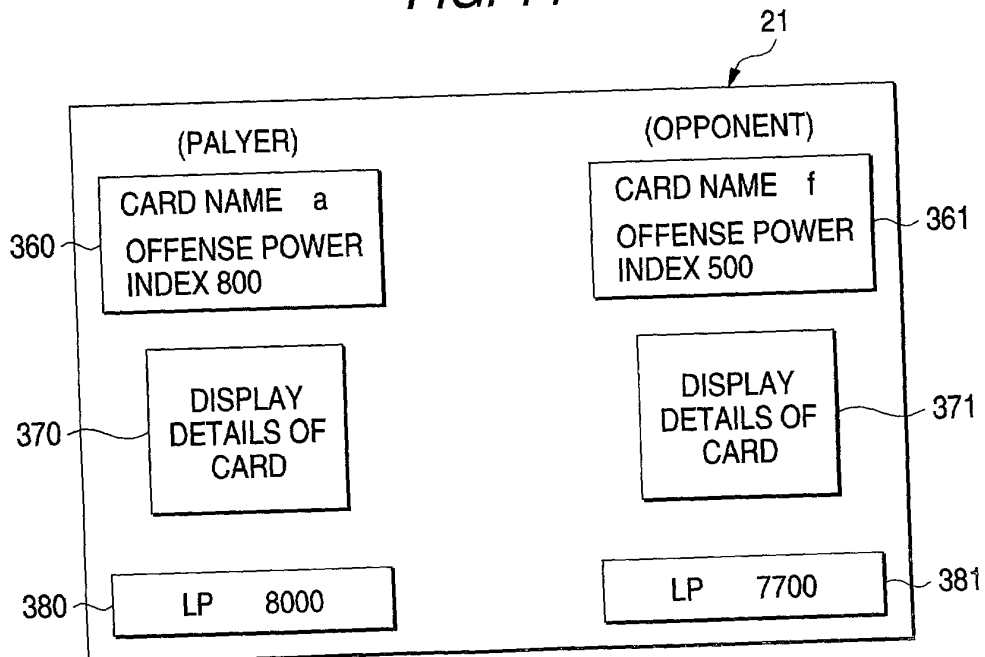 21
(PALYER)
(OPPONENT)
CARD NAME a
OFFENSE POWER
INDEX 800
360
CARD NAME f
OFFENSE POWER
INDEX 500
361
DISPLAY
DETAILS OF
CARD
370
DISPLAY
DETAILS OF
CARD
371
380
LP 8000
LP 7700
381